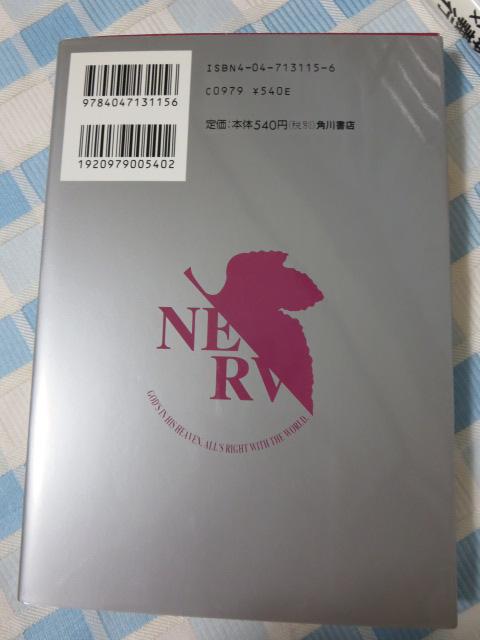 ISBN4-04-713115-6
C0979 ¥540E
定価:本体540円(税別)角川書店
9784047131156
1920979005402
NERV
GOD'S IN HIS HEAVEN, ALL'S RIGHT WITH THE WORLD.